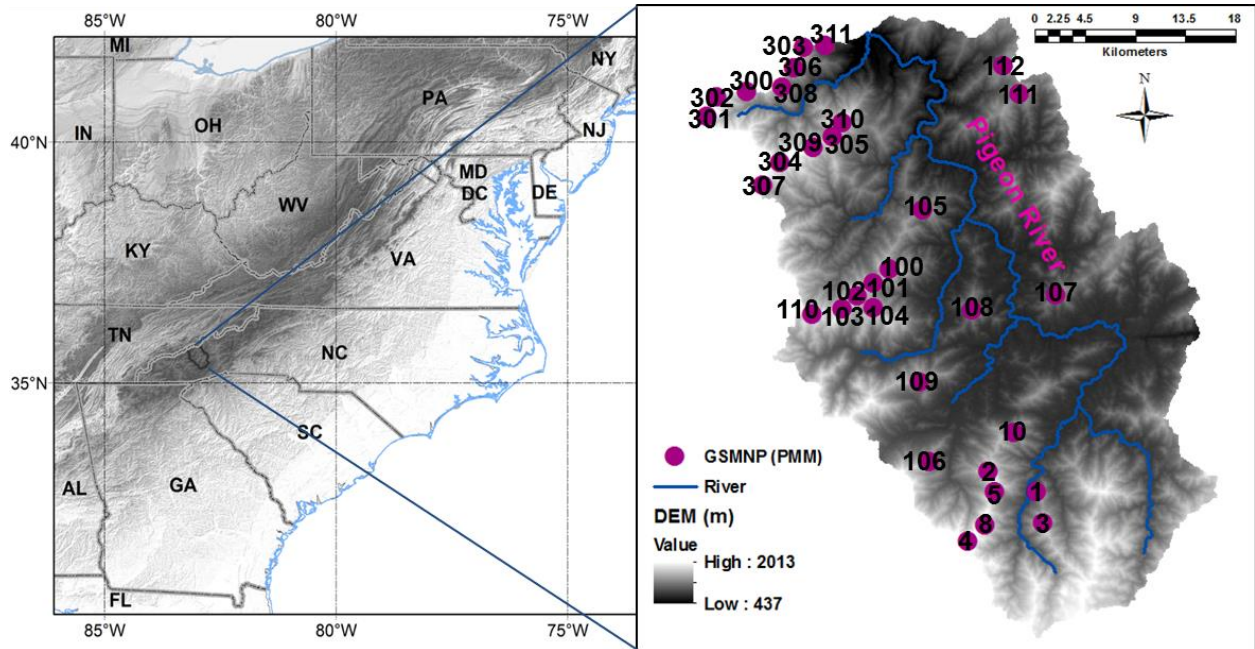 85°W 80°W 75°W
MI
NY
PA
40°N
IN
OH
NJ
MD
DC
DE
WV
KY
VA
TN
NC
35°N
SC
AL
GA
FL
85°W 80°W 75°W
0 2.25 4.5 9 13.5 18
Kilometers
N
303 311
306
112
300
308
302
111
301
310
309 305
304
307
Pigeon River
105
100
102 101
107
110 103 104
108
109
10
106
2
5 1
8 3
4
GSMNP (PMM)
River
DEM (m)
Value
High : 2013
Low : 437